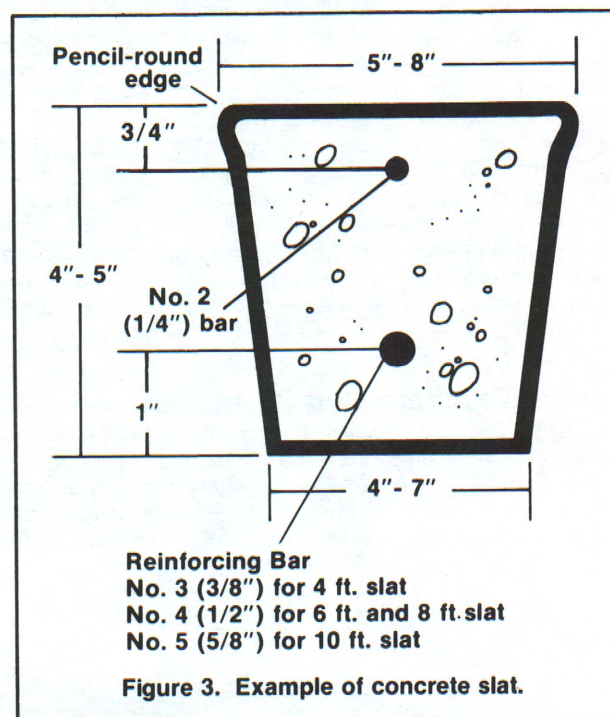 Pencil-round
edge
5"- 8"
3/4"
4"- 5"
No. 2
(1/4") bar
1"
4"- 7"
Reinforcing Bar
No. 3 (3/8") for 4 ft. slat
No. 4 (1/2") for 6 ft. and 8 ft. slat
No. 5 (5/8") for 10 ft. slat
Figure 3. Example of concrete slat.